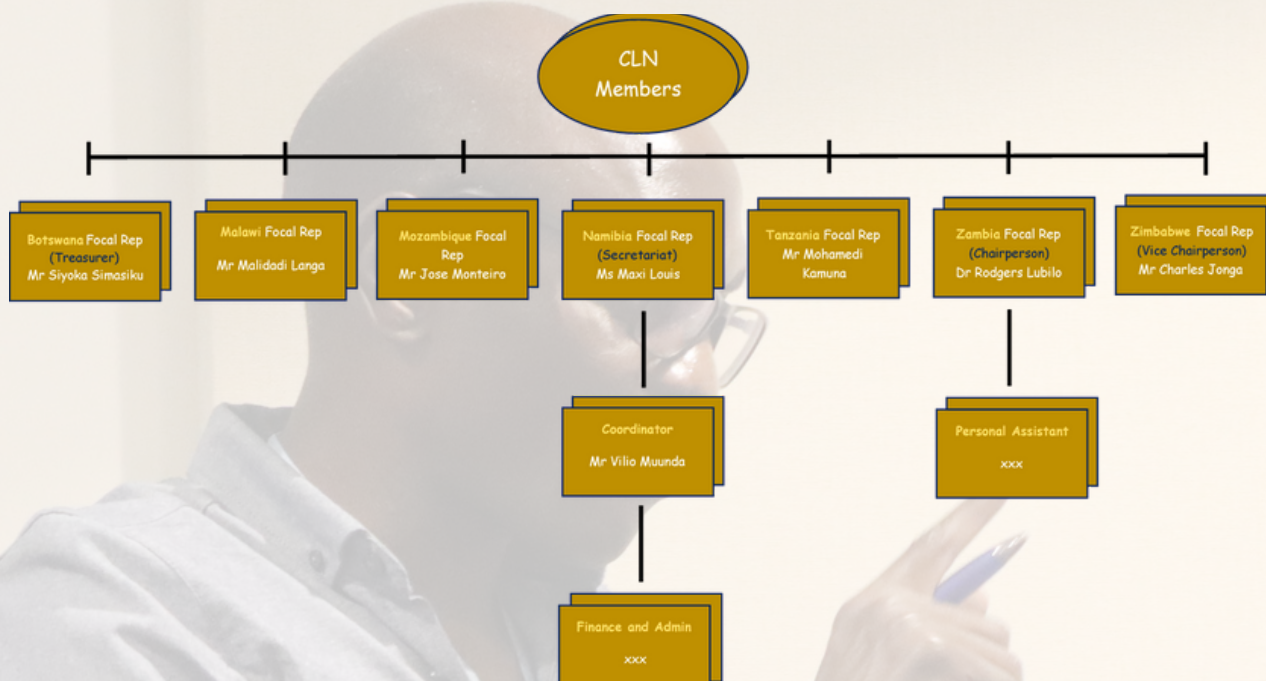 CLN
Members
Botswana Focal Rep
(Treasurer)
Mr Siyoka Simasiku
Malawi Focal Rep
Mr Malidadi Langa
Mozambique Focal
Rep
Mr Jose Monteiro
Namibia Focal Rep
(Secretariat)
Ms Maxi Louis
Tanzania Focal Rep
Mr Mohamedi
Kamuna
Zambia Focal Rep
(Chairperson)
Dr Rodgers Lubilo
Zimbabwe Focal Rep
(Vice Chairperson)
Mr Charles Jonga
Coordinator
Mr Vilio Muunda
Personal Assistant
xxx
Finance and Admin
xxx